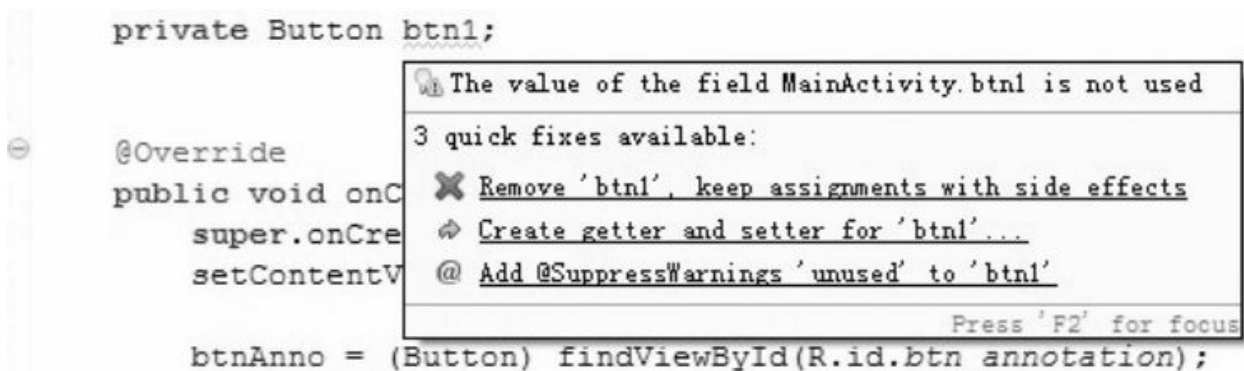 private Button btn1;
The value of the field MainActivity.btn1 is not used
3 quick fixes available:
@Override
Remove 'btn1', keep assignments with side effects
public void onC
Create getter and setter for 'btn1'...
super.onCre
Add @SuppressWarnings 'unused' to 'btn1'
setContentV
Press 'F2' for focus
btnAnno = (Button) findViewById(R.id.btn annotation);